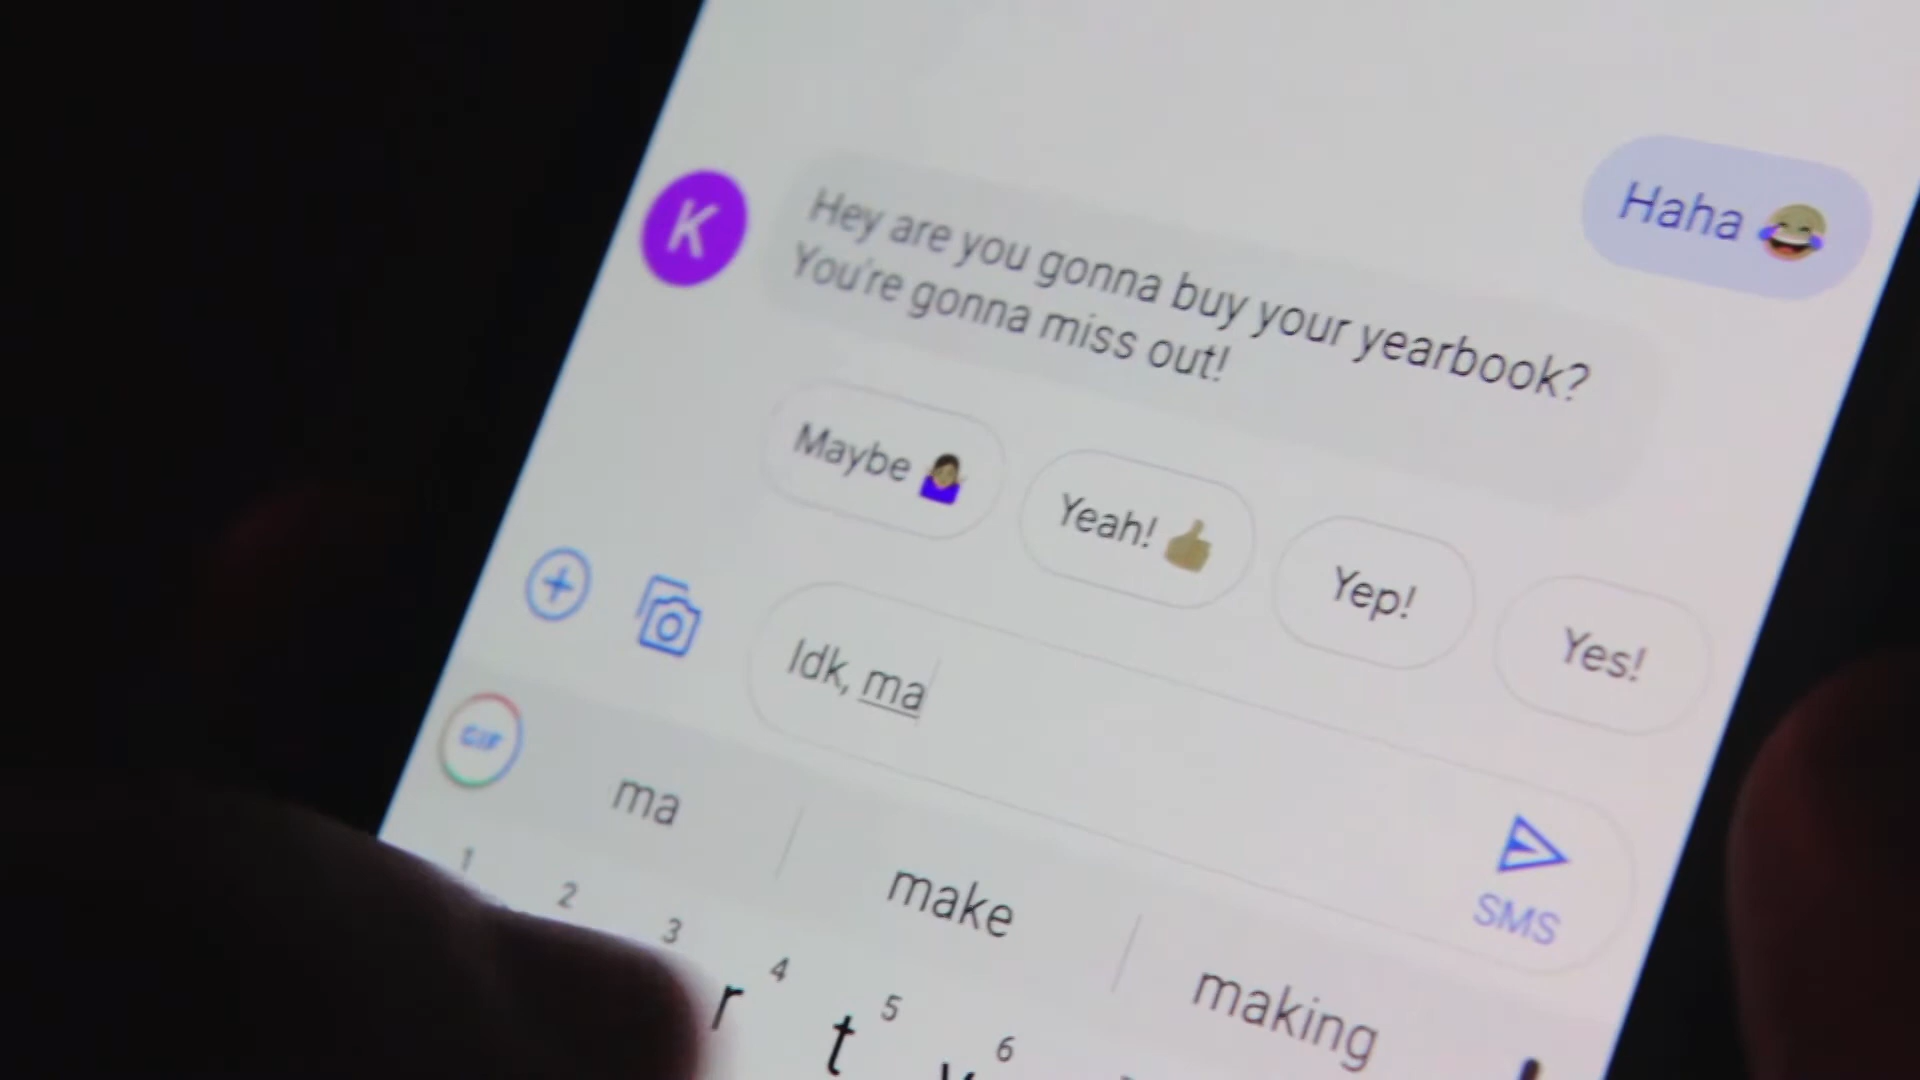 Haha 😂
K
Hey are you gonna buy your yearbook?
You're gonna miss out!
Maybe 🤷🏽‍♀️
Yeah! 👍🏽
Yep!
Yes!
Idk, ma
SMS
GIF
ma
make
making
1 2 3 4 5 6
r t